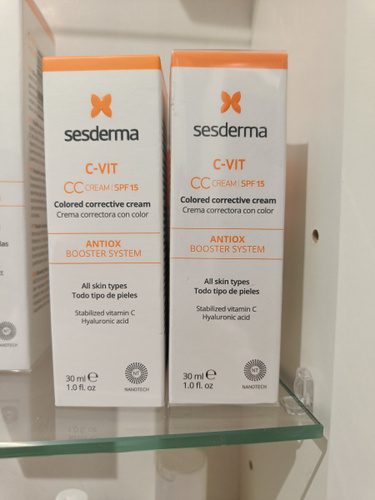 sesderma
C-VIT
CC CREAM | SPF 15
Colored corrective cream
Crema correctora con color
ANTIOX
BOOSTER SYSTEM
All skin types
Todo tipo de pieles
Stabilized vitamin C
Hyaluronic acid
30 ml e
1.0 fl. oz
NT
NANOTECH
sesderma
C-VIT
CC CREAM | SPF 15
Colored corrective cream
Crema correctora con color
ANTIOX
BOOSTER SYSTEM
All skin types
Todo tipo de pieles
Stabilized vitamin C
Hyaluronic acid
30 ml e
1.0 fl. oz
NT
NANOTECH